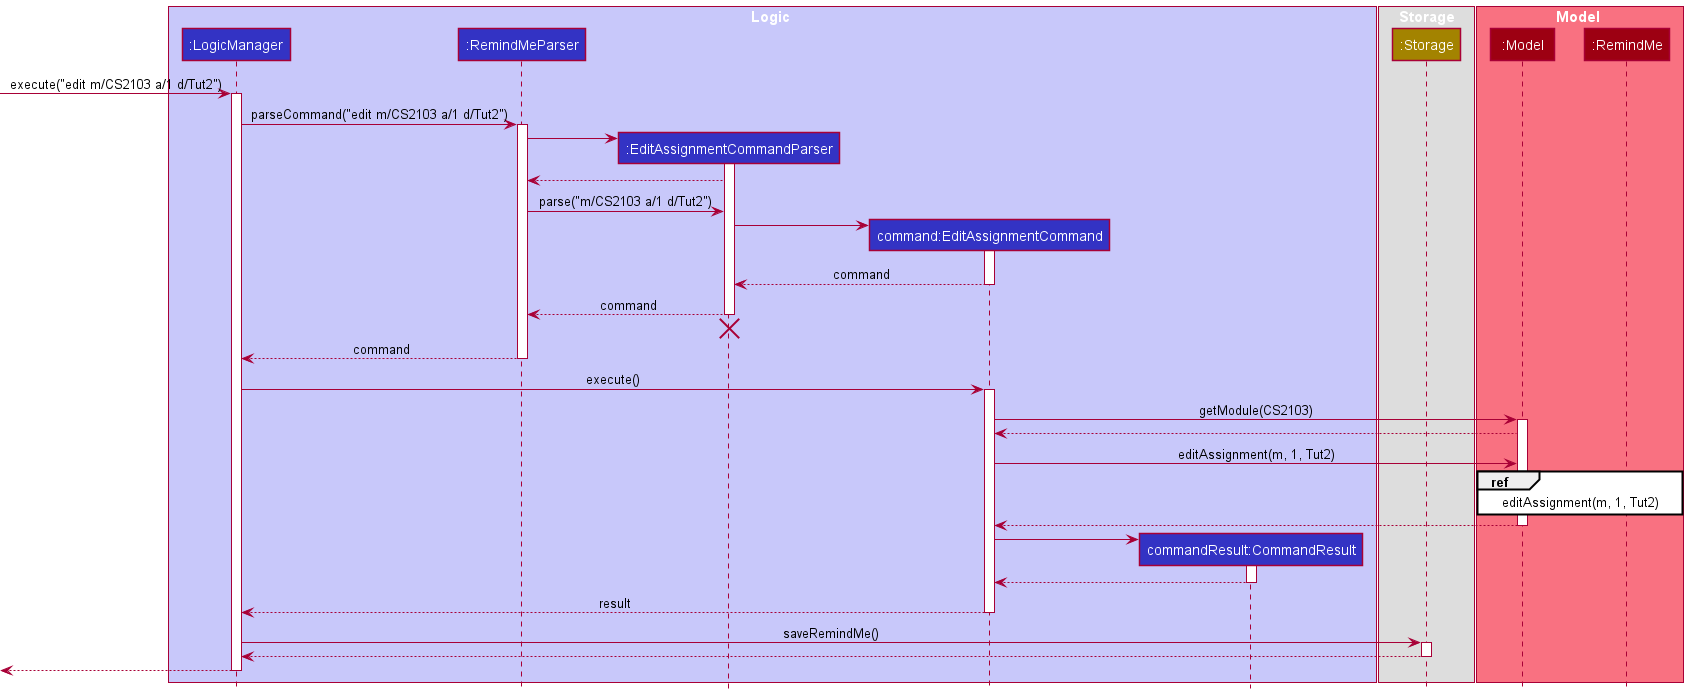 Logic
Storage
Model
:LogicManager
:RemindMeParser
:Storage
:Model
:RemindMe
execute("edit m/CS2103 a/1 d/Tut2")
parseCommand("edit m/CS2103 a/1 d/Tut2")
:EditAssignmentCommandParser
parse("m/CS2103 a/1 d/Tut2")
command:EditAssignmentCommand
command
command
command
execute()
getModule(CS2103)
editAssignment(m, 1, Tut2)
ref
editAssignment(m, 1, Tut2)
commandResult:CommandResult
result
saveRemindMe()